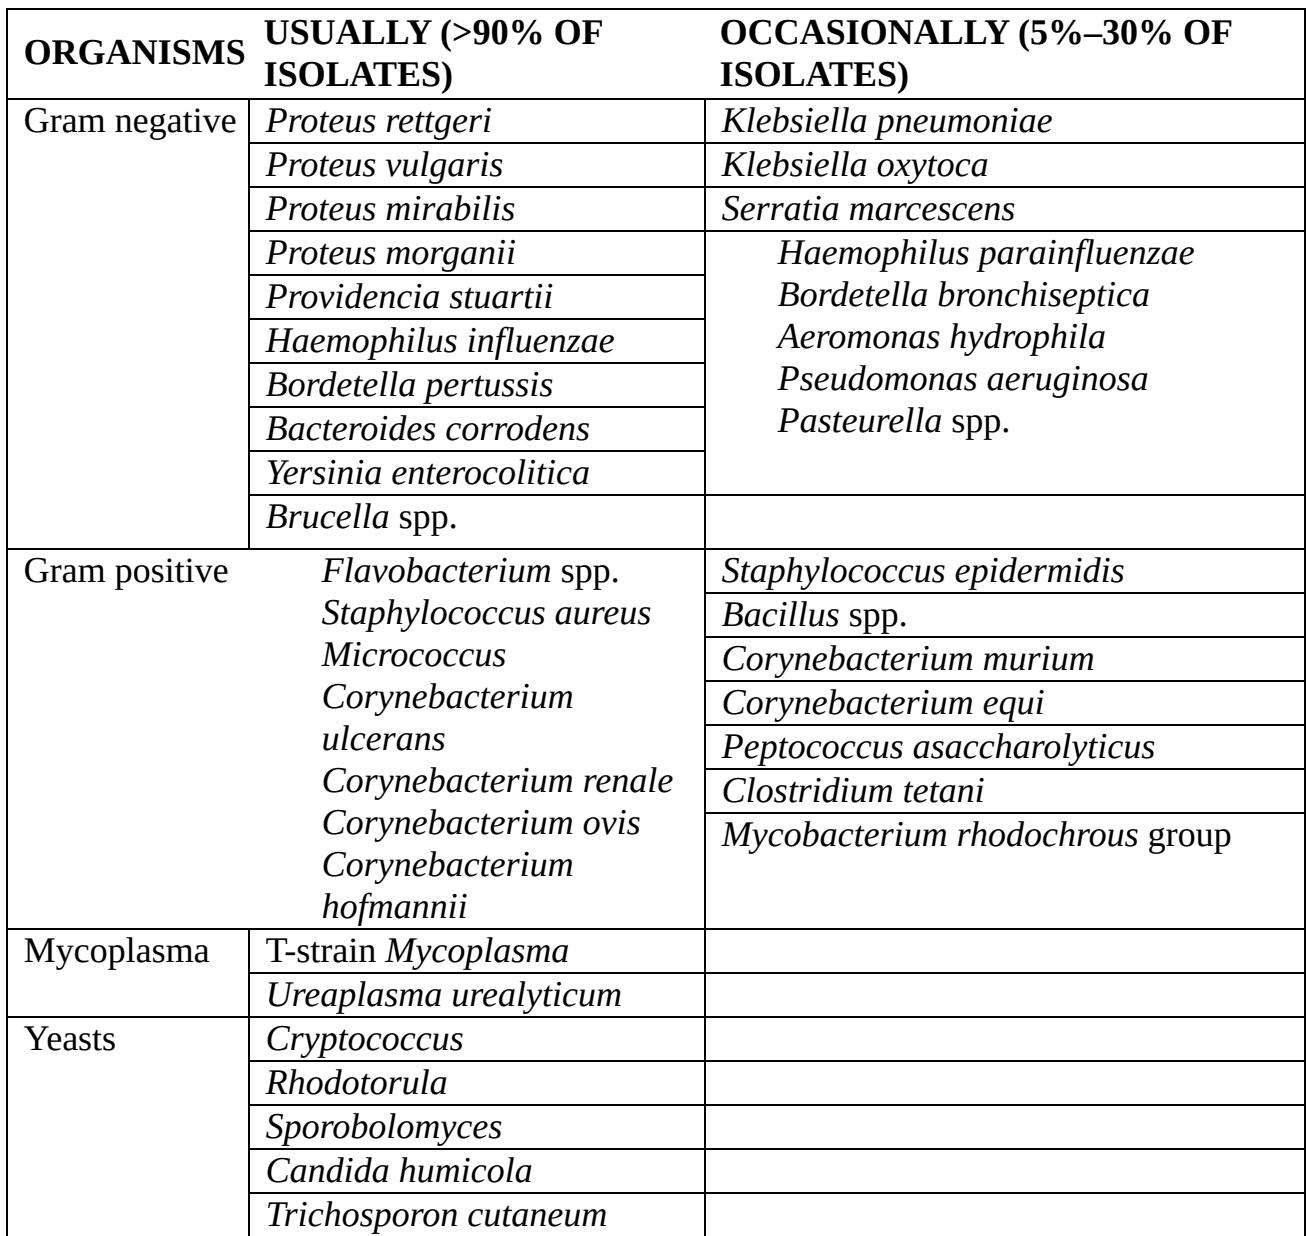 ORGANISMS
USUALLY (>90% OF
ISOLATES)
OCCASIONALLY (5%–30% OF
ISOLATES)
Gram negative
Proteus rettgeri
Klebsiella pneumoniae
Proteus vulgaris
Klebsiella oxytoca
Proteus mirabilis
Serratia marcescens
Proteus morganii
Providencia stuartii
Haemophilus influenzae
Bordetella pertussis
Bacteroides corrodens
Yersinia enterocolitica
Haemophilus parainfluenzae
Bordetella bronchiseptica
Aeromonas hydrophila
Pseudomonas aeruginosa
Pasteurella spp.
Brucella spp.
Gram positive
Flavobacterium spp.
Staphylococcus aureus
Micrococcus
Corynebacterium
ulcerans
Corynebacterium renale
Corynebacterium ovis
Corynebacterium
hofmannii
Staphylococcus epidermidis
Bacillus spp.
Corynebacterium murium
Corynebacterium equi
Peptococcus asaccharolyticus
Clostridium tetani
Mycobacterium rhodochrous group
Mycoplasma
T-strain Mycoplasma
Ureaplasma urealyticum
Yeasts
Cryptococcus
Rhodotorula
Sporobolomyces
Candida humicola
Trichosporon cutaneum